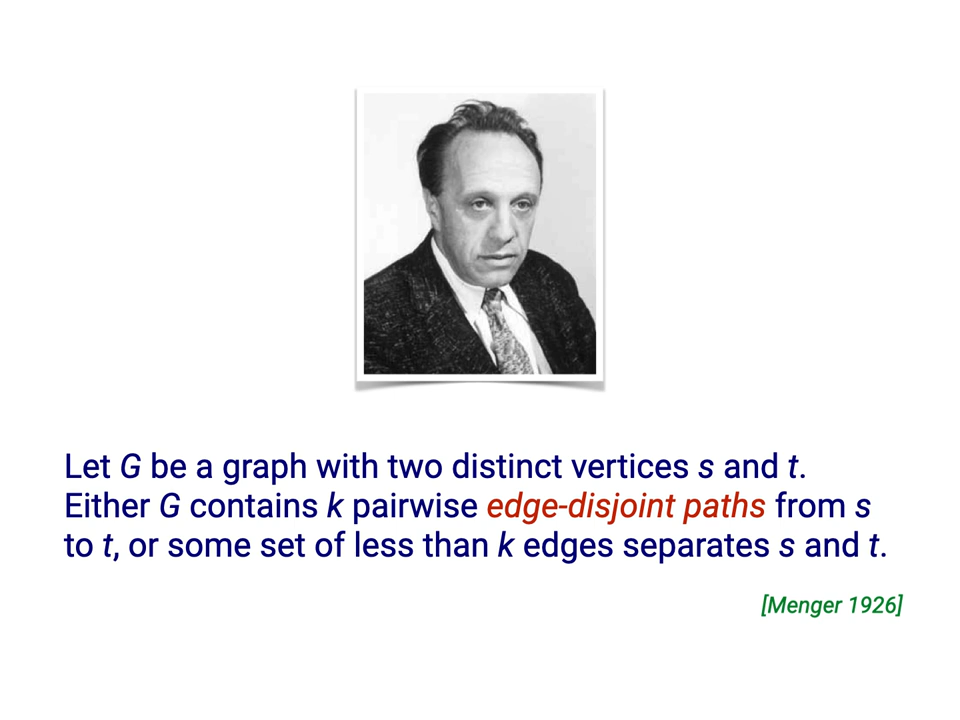 Let G be a graph with two distinct vertices s and t.
Either G contains k pairwise edge-disjoint paths from s
to t, or some set of less than k edges separates s and t.
[Menger 1926]